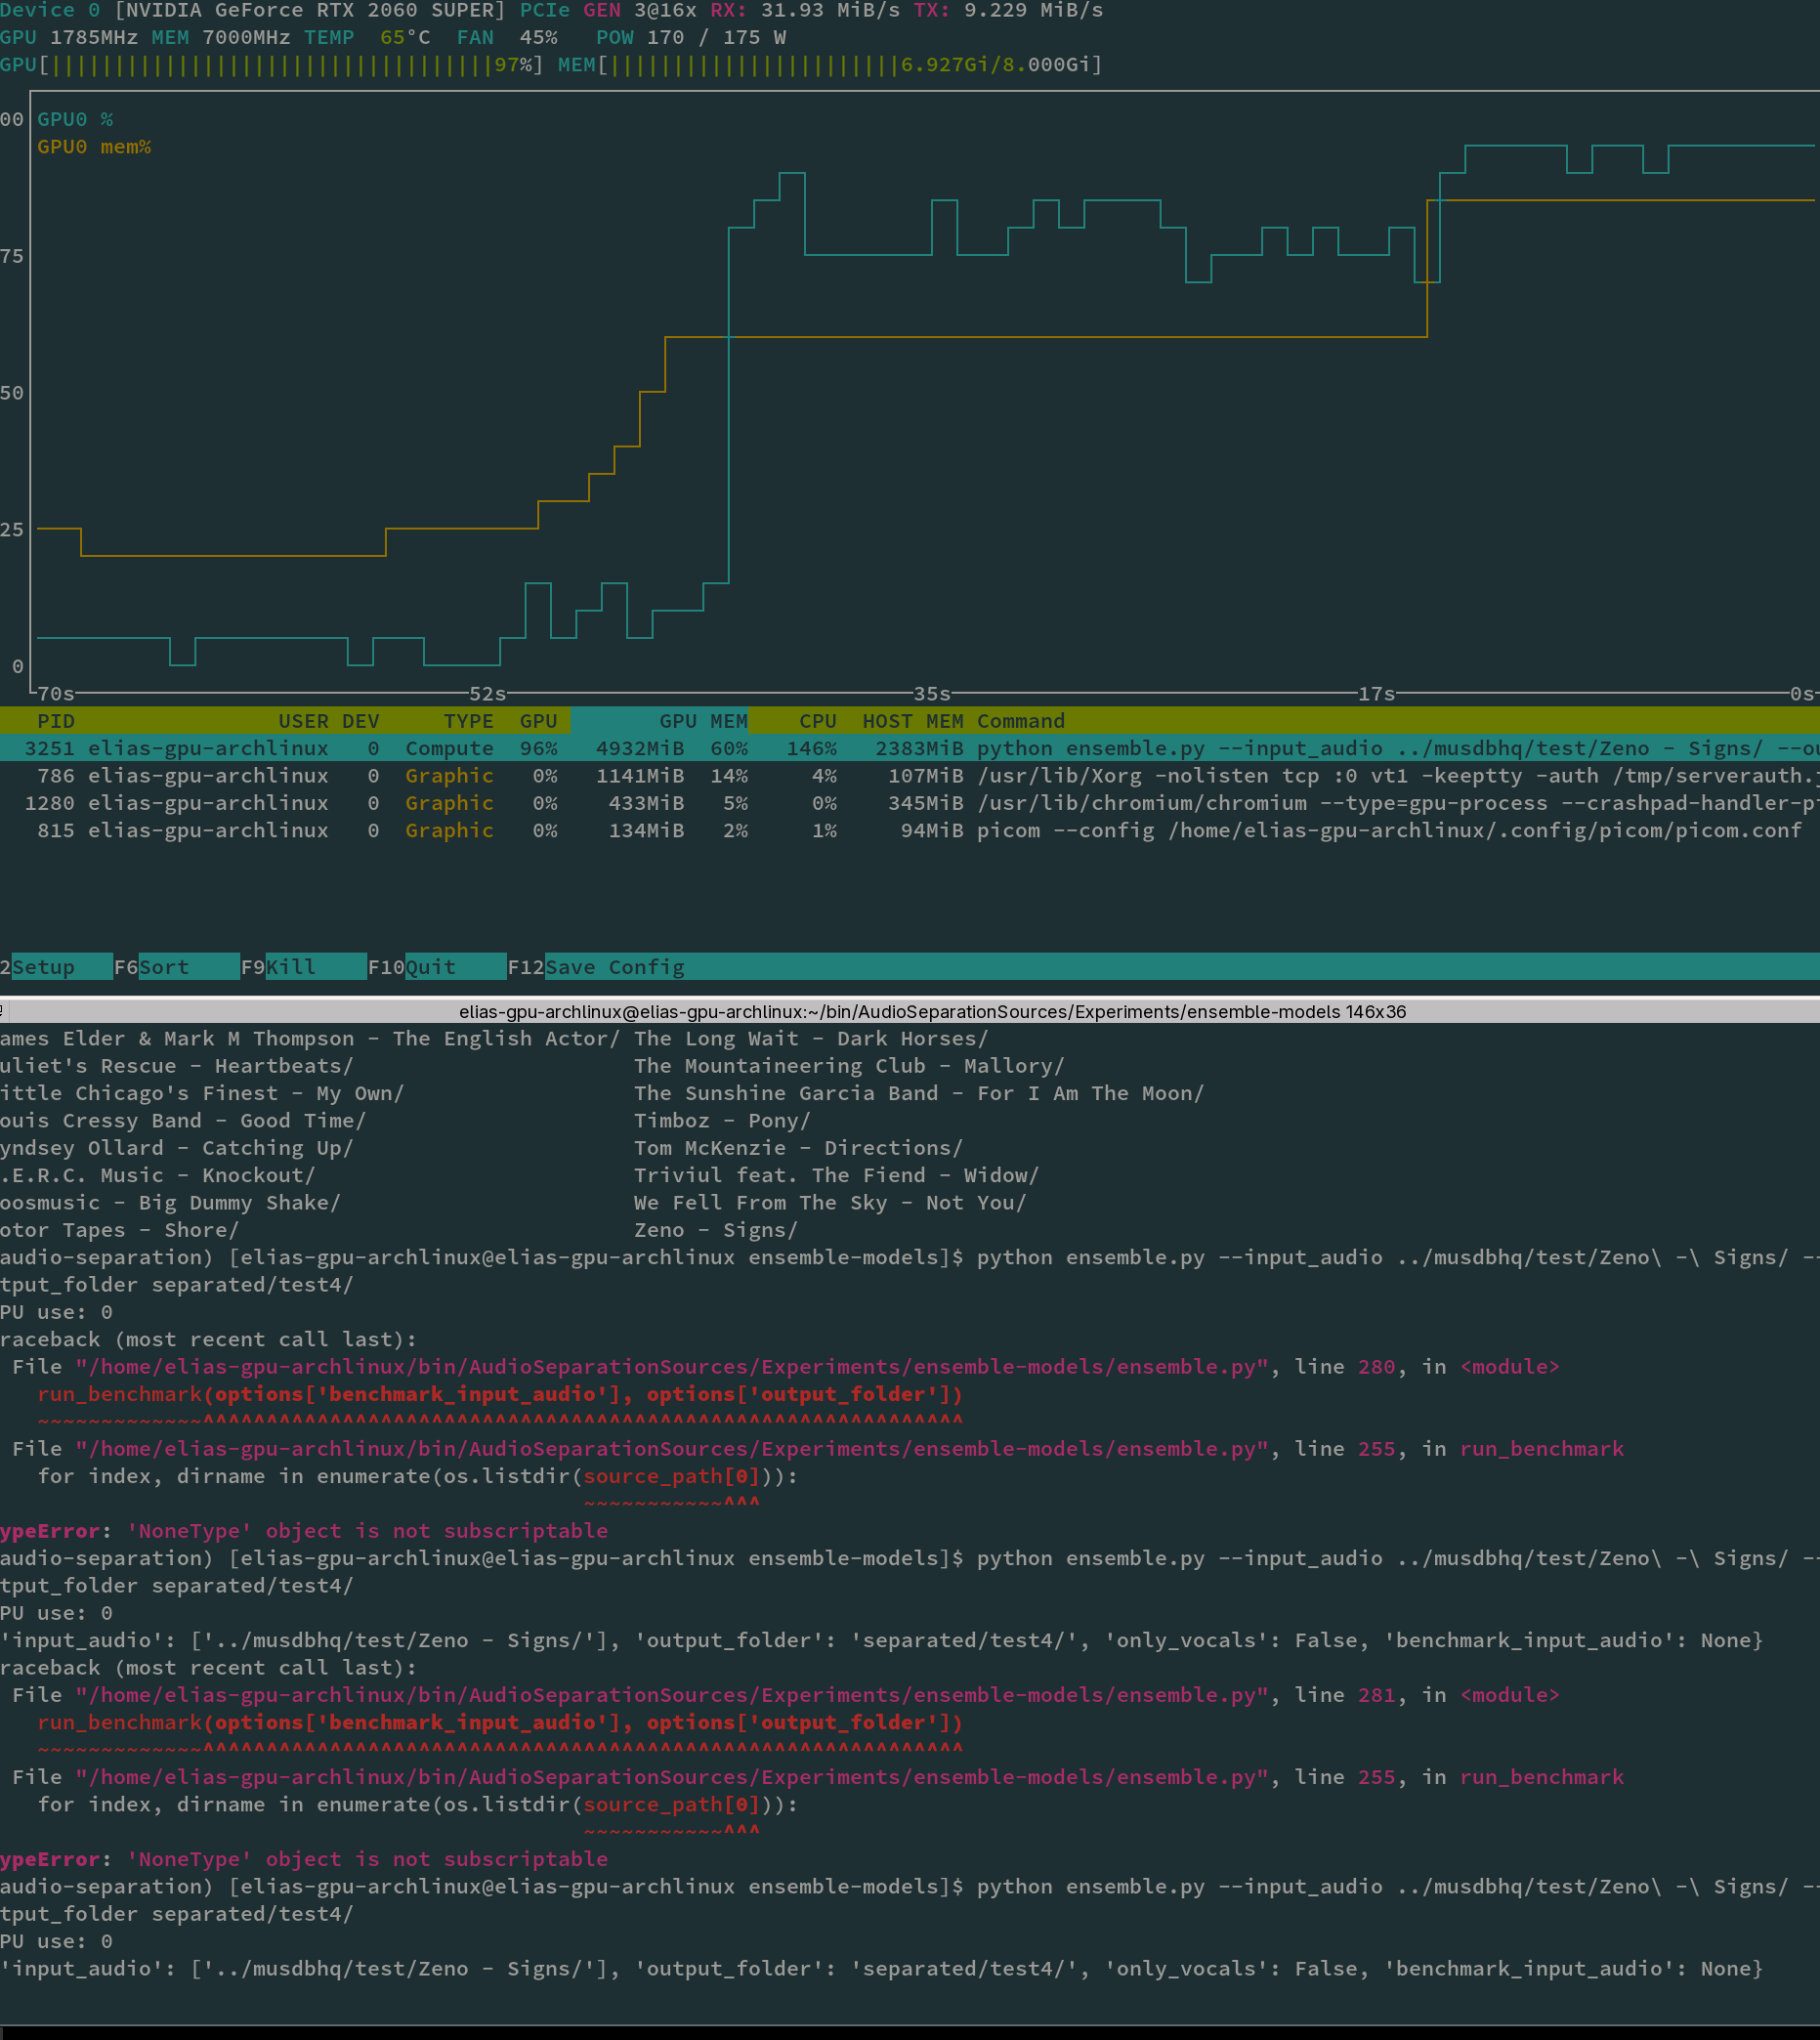 Device 0 [NVIDIA GeForce RTX 2060 SUPER] PCIe GEN 3@16x RX: 31.93 MiB/s TX: 9.229 MiB/s
GPU 1785MHz MEM 7000MHz TEMP  65°C  FAN  45%   POW 170 / 175 W
GPU[|||||||||||||||||||||||||||||||||||97%] MEM[|||||||||||||||||||||||6.927Gi/8.000Gi]
00
GPU0 %
GPU0 mem%
75
50
25
0
70s 52s 35s 17s 0s
PID USER DEV TYPE GPU GPU MEM CPU HOST MEM Command
3251 elias-gpu-archlinux 0 Compute 96% 4932MiB 60% 146% 2383MiB python ensemble.py --input_audio ../musdbhq/test/Zeno - Signs/ --ou
786 elias-gpu-archlinux 0 Graphic 0% 1141MiB 14% 4% 107MiB /usr/lib/Xorg -nolisten tcp :0 vt1 -keeptty -auth /tmp/serverauth.
1280 elias-gpu-archlinux 0 Graphic 0% 433MiB 5% 0% 345MiB /usr/lib/chromium/chromium --type=gpu-process --crashpad-handler-p
815 elias-gpu-archlinux 0 Graphic 0% 134MiB 2% 1% 94MiB picom --config /home/elias-gpu-archlinux/.config/picom/picom.conf
2Setup F6Sort F9Kill F10Quit F12Save Config
elias-gpu-archlinux@elias-gpu-archlinux:~/bin/AudioSeparationSources/Experiments/ensemble-models 146x36
ames Elder & Mark M Thompson - The English Actor/ The Long Wait - Dark Horses/
uliet's Rescue - Heartbeats/ The Mountaineering Club - Mallory/
ittle Chicago's Finest - My Own/ The Sunshine Garcia Band - For I Am The Moon/
ouis Cressy Band - Good Time/ Timboz - Pony/
yndsey Ollard - Catching Up/ Tom McKenzie - Directions/
.E.R.C. Music - Knockout/ Triviul feat. The Fiend - Widow/
oosmusic - Big Dummy Shake/ We Fell From The Sky - Not You/
otor Tapes - Shore/ Zeno - Signs/
audio-separation) [elias-gpu-archlinux@elias-gpu-archlinux ensemble-models]$ python ensemble.py --input_audio ../musdbhq/test/Zeno\ -\ Signs/ --
tput_folder separated/test4/
PU use: 0
raceback (most recent call last):
File "/home/elias-gpu-archlinux/bin/AudioSeparationSources/Experiments/ensemble-models/ensemble.py", line 280, in <module>
run_benchmark(options['benchmark_input_audio'], options['output_folder'])
~~~~~~~~~~~~~^^^^^^^^^^^^^^^^^^^^^^^^^^^^^^^^^^^^^^^^^^^^^^^^^^^^^^^^^^^^
File "/home/elias-gpu-archlinux/bin/AudioSeparationSources/Experiments/ensemble-models/ensemble.py", line 255, in run_benchmark
for index, dirname in enumerate(os.listdir(source_path[0])):
~~~~~~~~~~~^^^
ypeError: 'NoneType' object is not subscriptable
audio-separation) [elias-gpu-archlinux@elias-gpu-archlinux ensemble-models]$ python ensemble.py --input_audio ../musdbhq/test/Zeno\ -\ Signs/ --
tput_folder separated/test4/
PU use: 0
'input_audio': ['../musdbhq/test/Zeno - Signs/'], 'output_folder': 'separated/test4/', 'only_vocals': False, 'benchmark_input_audio': None}
raceback (most recent call last):
File "/home/elias-gpu-archlinux/bin/AudioSeparationSources/Experiments/ensemble-models/ensemble.py", line 281, in <module>
run_benchmark(options['benchmark_input_audio'], options['output_folder'])
~~~~~~~~~~~~~^^^^^^^^^^^^^^^^^^^^^^^^^^^^^^^^^^^^^^^^^^^^^^^^^^^^^^^^^^^^
File "/home/elias-gpu-archlinux/bin/AudioSeparationSources/Experiments/ensemble-models/ensemble.py", line 255, in run_benchmark
for index, dirname in enumerate(os.listdir(source_path[0])):
~~~~~~~~~~~^^^
ypeError: 'NoneType' object is not subscriptable
audio-separation) [elias-gpu-archlinux@elias-gpu-archlinux ensemble-models]$ python ensemble.py --input_audio ../musdbhq/test/Zeno\ -\ Signs/ --
tput_folder separated/test4/
PU use: 0
'input_audio': ['../musdbhq/test/Zeno - Signs/'], 'output_folder': 'separated/test4/', 'only_vocals': False, 'benchmark_input_audio': None}